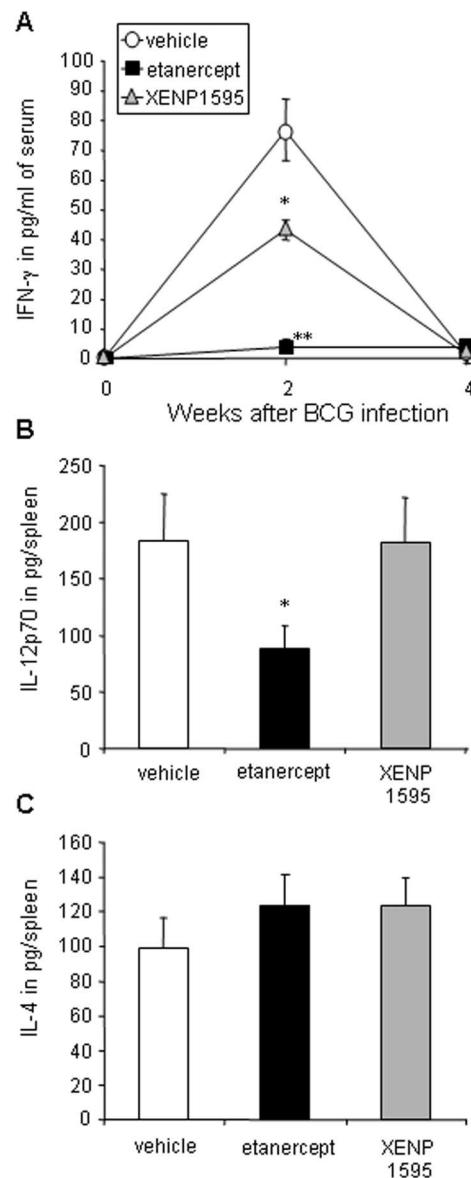 A
vehicle
etanercept
XENP1595
IFN-γ in pg/ml of serum
100
90
80
70
60
50
40
30
20
10
0
*
**
0 2 4
Weeks after BCG infection
B
IL-12p70 in pg/spleen
250
200
150
100
50
0
*
vehicle etanercept XENP
1595
C
IL-4 in pg/spleen
160
140
120
100
80
60
40
20
0
vehicle etanercept XENP
1595